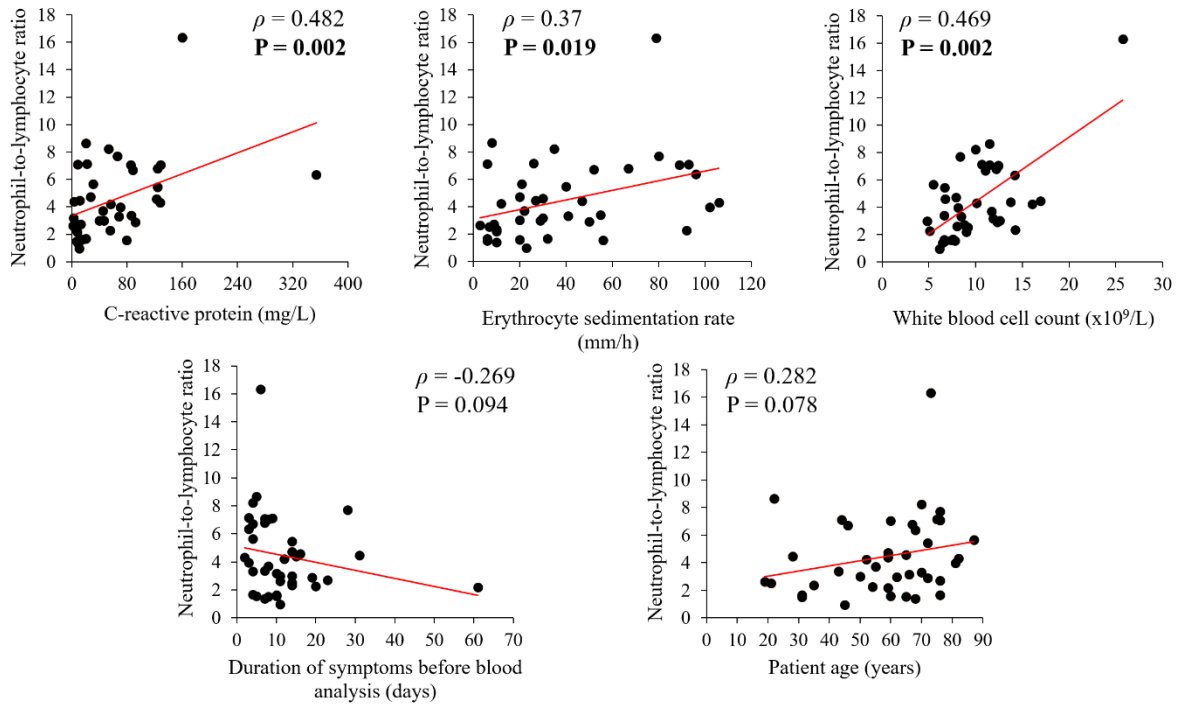 Neutrophil-to-lymphocyte ratio
18
16
14
12
10
8
6
4
2
0
ρ = 0.482
P = 0.002
0 80 160 240 320 400
C-reactive protein (mg/L)
Neutrophil-to-lymphocyte ratio
18
16
14
12
10
8
6
4
2
0
ρ = 0.37
P = 0.019
0 20 40 60 80 100 120
Erythrocyte sedimentation rate
(mm/h)
Neutrophil-to-lymphocyte ratio
18
16
14
12
10
8
6
4
2
0
ρ = 0.469
P = 0.002
0 5 10 15 20 25 30
White blood cell count (x10⁹/L)
Neutrophil-to-lymphocyte ratio
18
16
14
12
10
8
6
4
2
0
ρ = -0.269
P = 0.094
0 10 20 30 40 50 60 70
Duration of symptoms before blood
analysis (days)
Neutrophil-to-lymphocyte ratio
18
16
14
12
10
8
6
4
2
0
ρ = 0.282
P = 0.078
0 10 20 30 40 50 60 70 80 90
Patient age (years)